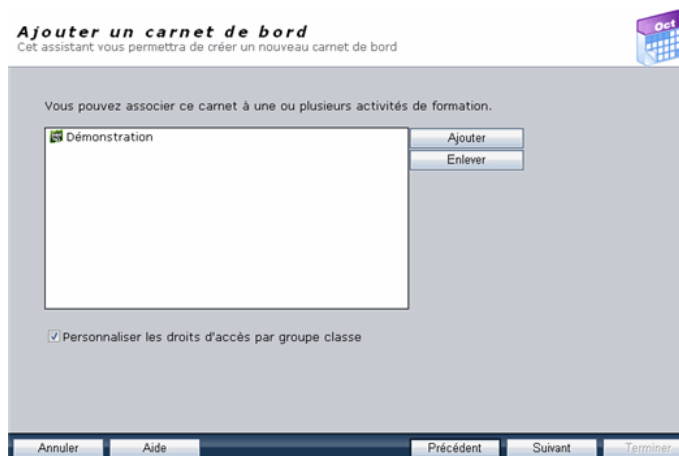 Ajouter un carnet de bord
Cet assistant vous permettra de créer un nouveau carnet de bord
Oct
Vous pouvez associer ce carnet à une ou plusieurs activités de formation.
Démonstration
Ajouter
Enlever
Personnaliser les droits d'accès par groupe classe
Annuler
Aide
Précédent
Suivant
Terminer